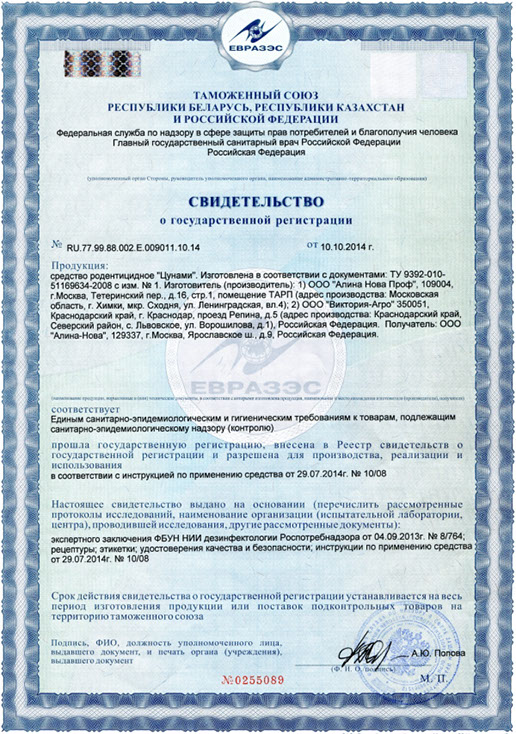 ЕВРАЗЭС
ТАМОЖЕННЫЙ СОЮЗ
РЕСПУБЛИКИ БЕЛАРУСЬ, РЕСПУБЛИКИ КАЗАХСТАН
И РОССИЙСКОЙ ФЕДЕРАЦИИ
Федеральная служба по надзору в сфере защиты прав потребителей и благополучия человека
Главный государственный санитарный врач Российской Федерации
Российская Федерация
(уполномоченный орган Стороны, руководитель уполномоченного органа, наименование административно-территориального образования)
СВИДЕТЕЛЬСТВО
о государственной регистрации
№ RU.77.99.88.002.Е.009011.10.14 от 10.10.2014 г.
Продукция:
средство родентицидное "Цунами". Изготовлена в соответствии с документами: ТУ 9392-010-
51169634-2008 с изм. № 1. Изготовитель (производитель): 1) ООО "Алина Нова Проф", 109004,
г.Москва, Тетеринский пер., д.16, стр.1, помещение ТАРП (адрес производства: Московская
область, г. Химки, мкр. Сходня, ул. Ленинградская, вл.4); 2) ООО "Виктория-Агро" 350051,
Краснодарский край, г. Краснодар, проезд Репина, д.5 (адрес производства: Краснодарский край,
Северский район, с. Львовское, ул. Ворошилова, д.1), Российская Федерация. Получатель: ООО
"Алина-Нова", 129337, г.Москва, Ярославское ш., д.9, Российская Федерация.
ЕВРАЗЭС
соответствует
Единым санитарно-эпидемиологическим и гигиеническим требованиям к товарам, подлежащим
санитарно-эпидемиологическому надзору (контролю)
прошла государственную регистрацию, внесена в Реестр свидетельств о
государственной регистрации и разрешена для производства, реализации и
использования
в соответствии с инструкцией по применению средства от 29.07.2014г. № 10/08
Настоящее свидетельство выдано на основании (перечислить рассмотренные
протоколы исследований, наименование организации (испытательной лаборатории,
центра), проводившей исследования, другие рассмотренные документы):
экспертного заключения ФБУН НИИ дезинфектологии Роспотребнадзора от 04.09.2013г. № 8/764;
рецептуры; этикетки; удостоверения качества и безопасности; инструкции по применению средства
от 29.07.2014г. № 10/08
Срок действия свидетельства о государственной регистрации устанавливается на весь
период изготовления продукции или поставок подконтрольных товаров на
территорию таможенного союза
Подпись, ФИО, должность уполномоченного лица,
выдавшего документ, и печать органа (учреждения),
выдавшего документ
А.Ю. Попова
(Ф. И. О./подпись)
М. П.
№0255089